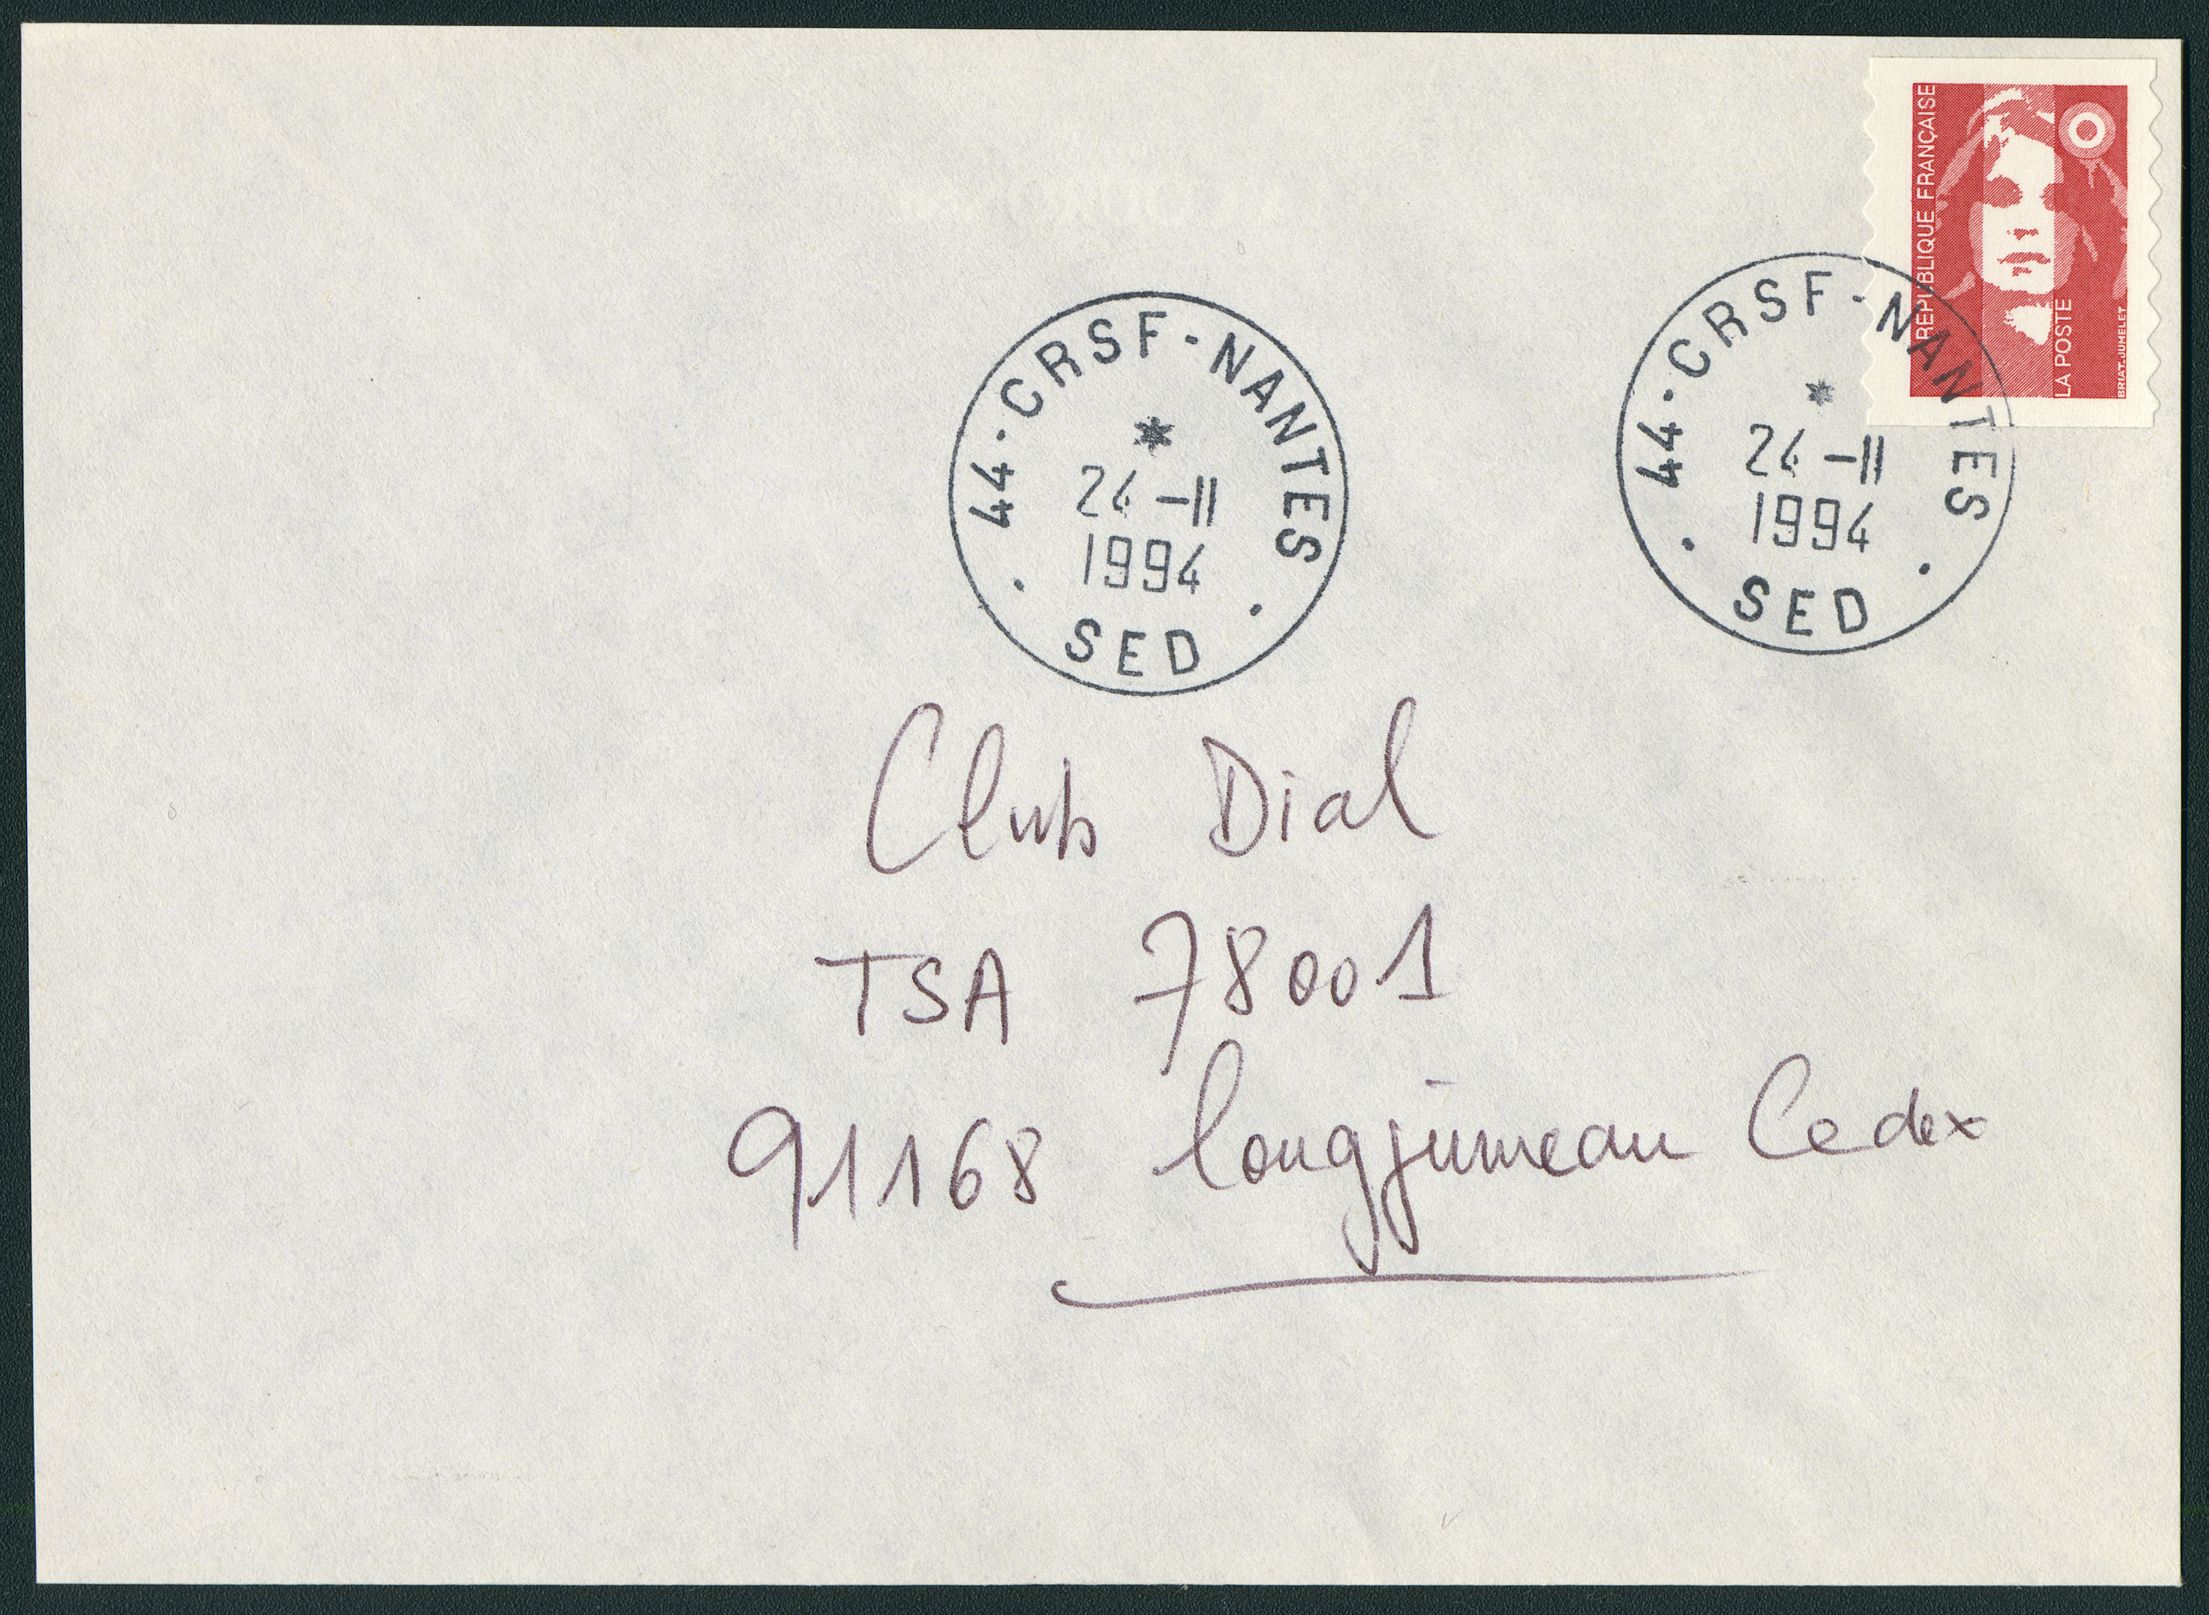 RÉPUBLIQUE FRANÇAISE
LA POSTE
BRIAT·JUMELET
44·CRSF·NANTES
*
24-11
1994
SED
44·CRSF·NANTES
*
24-11
1994
SED
Club Dial
TSA 78001
91168 longjumeau Cedex